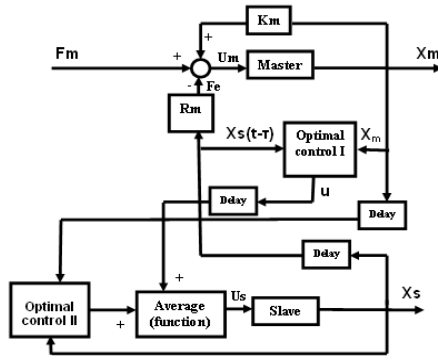 Km
Fm
+
+
Um
Master
Xm
-
Fe
Rm
Xs(t-τ)
Optimal
control I
Xm
u
Delay
Delay
Delay
+
Optimal
control II
+
Average
(function)
Us
Slave
Xs